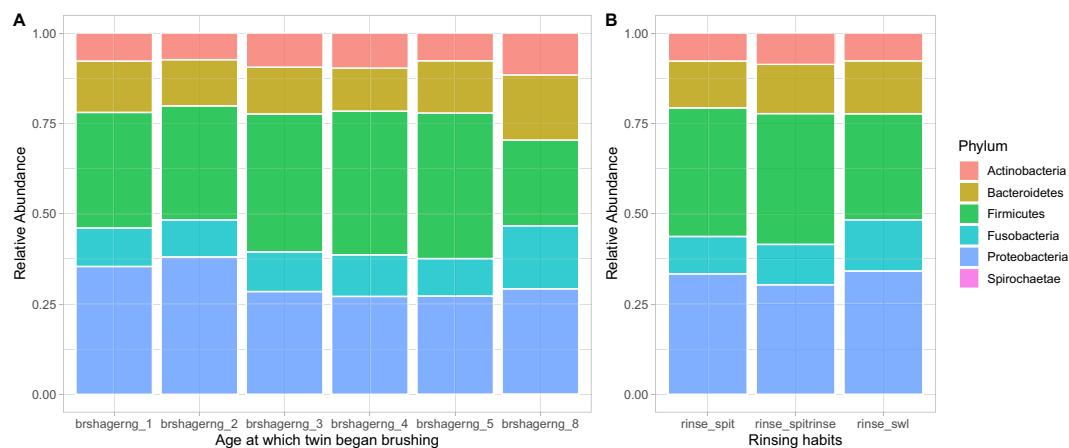 A
Relative Abundance
1.00
0.75
0.50
0.25
0.00
brshagerng_1 brshagerng_2 brshagerng_3 brshagerng_4 brshagerng_5 brshagerng_8
Age at which twin began brushing
B
Relative Abundance
1.00
0.75
0.50
0.25
0.00
rinse_spit rinse_spitrinse rinse_swl
Rinsing habits
Phylum
Actinobacteria
Bacteroidetes
Firmicutes
Fusobacteria
Proteobacteria
Spirochaetae